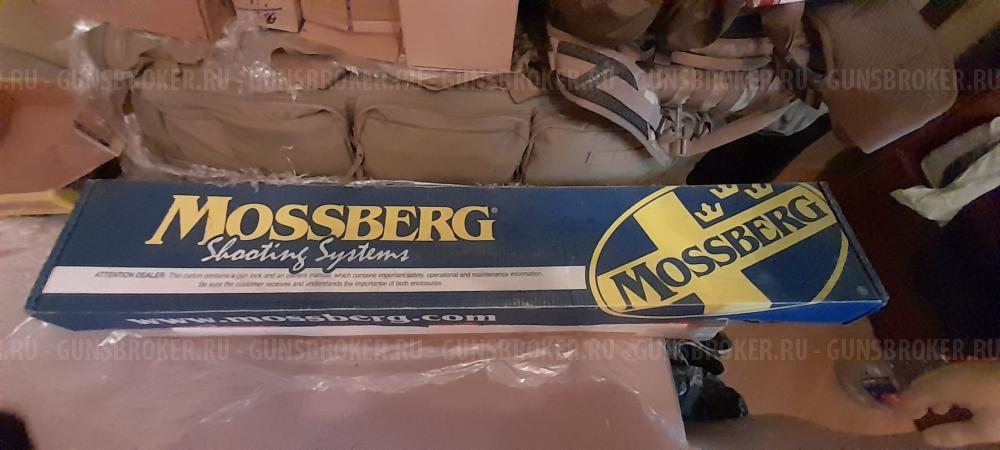 GUNSBROKER.RU - GUNSBROKER.RU - GUNSBROKER.RU - GUNSBROKER.RU - GUNSBROKER.RU
MOSSBERG®
Shooting Systems
MOSSBERG
ATTENTION DEALER: This carton contains a gun lock and an owner's manual, which contains important safety, operational and maintenance information.
Be sure the customer receives and understands the importance of both enclosures.
www.mossberg.com
GUNSBROKER.RU - GUNSBROKER.RU - GUNSBROKER.RU - GUNSBROKER.RU - GUNSBROKER.RU